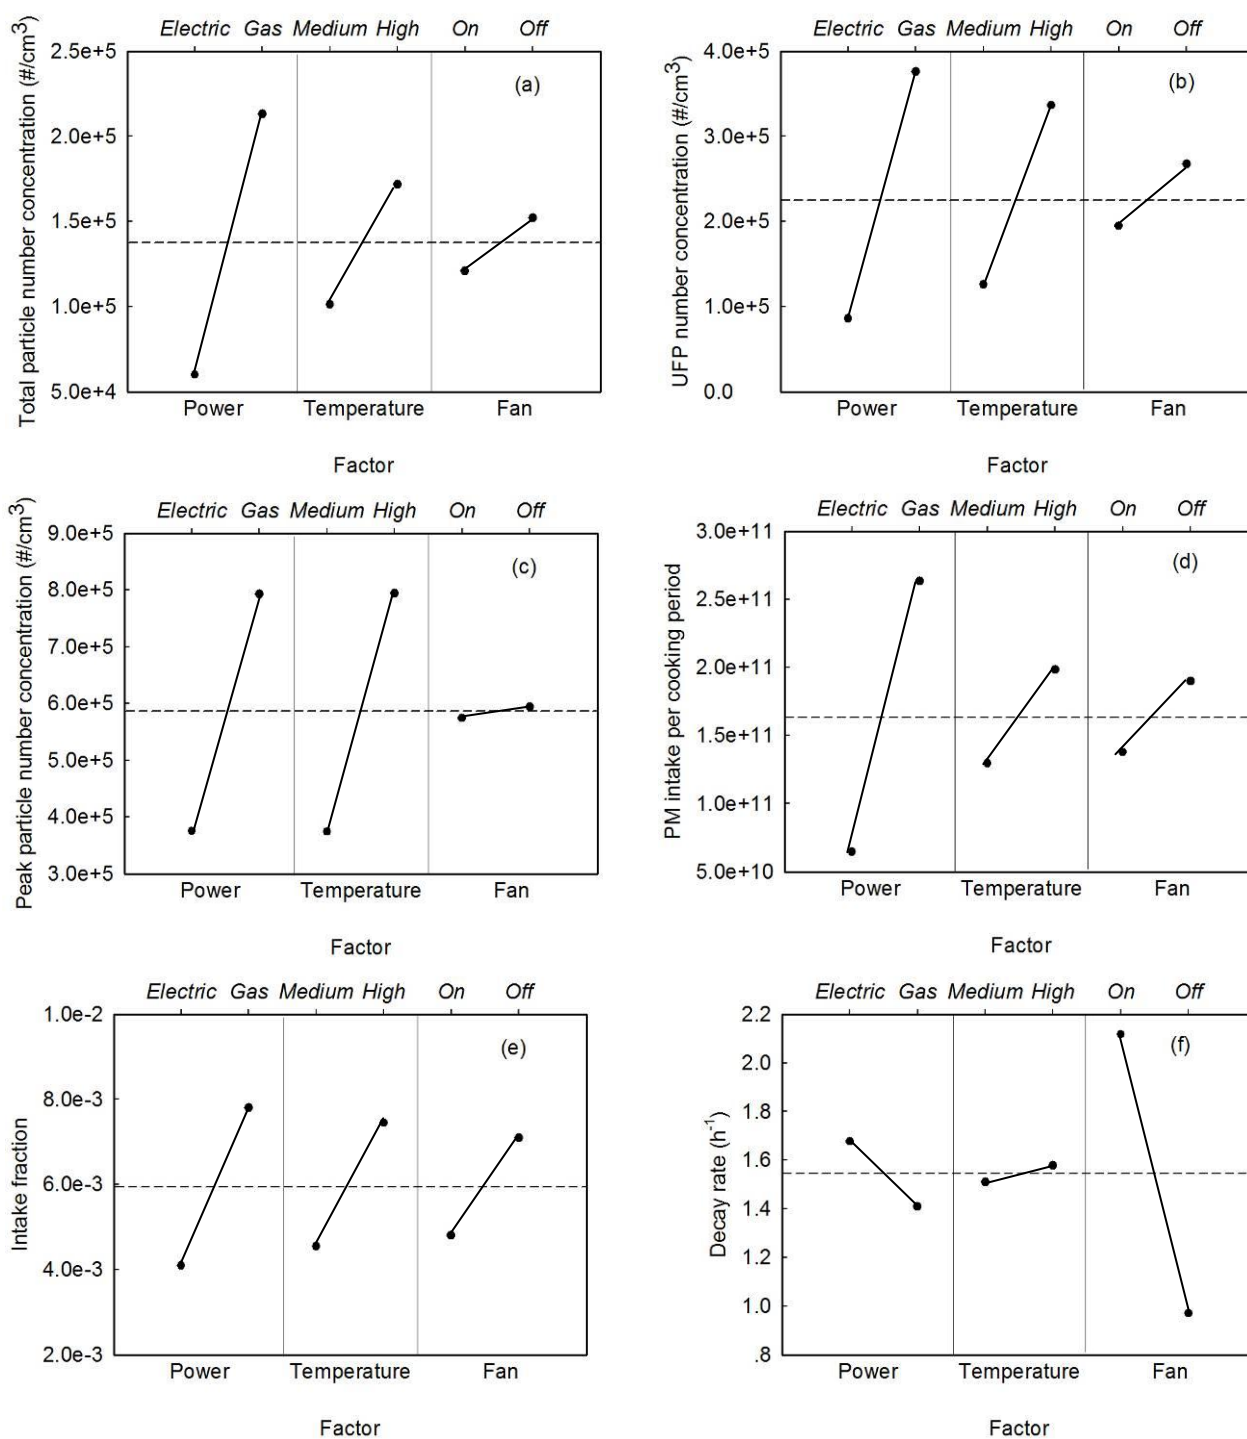 Electric Gas Medium High On Off
Total particle number concentration (#/cm³)
2.5e+5
2.0e+5
1.5e+5
1.0e+5
5.0e+4
(a)
Power Temperature Fan
Factor
Electric Gas Medium High On Off
UFP number concentration (#/cm³)
4.0e+5
3.0e+5
2.0e+5
1.0e+5
0.0
(b)
Power Temperature Fan
Factor
Electric Gas Medium High On Off
Peak particle number concentration (#/cm³)
9.0e+5
8.0e+5
7.0e+5
6.0e+5
5.0e+5
4.0e+5
3.0e+5
(c)
Power Temperature Fan
Factor
Electric Gas Medium High On Off
PM intake per cooking period
3.0e+11
2.5e+11
2.0e+11
1.5e+11
1.0e+11
5.0e+10
(d)
Power Temperature Fan
Factor
Electric Gas Medium High On Off
Intake fraction
1.0e-2
8.0e-3
6.0e-3
4.0e-3
2.0e-3
(e)
Power Temperature Fan
Factor
Electric Gas Medium High On Off
Decay rate (h⁻¹)
2.2
2.0
1.8
1.6
1.4
1.2
1.0
.8
(f)
Power Temperature Fan
Factor